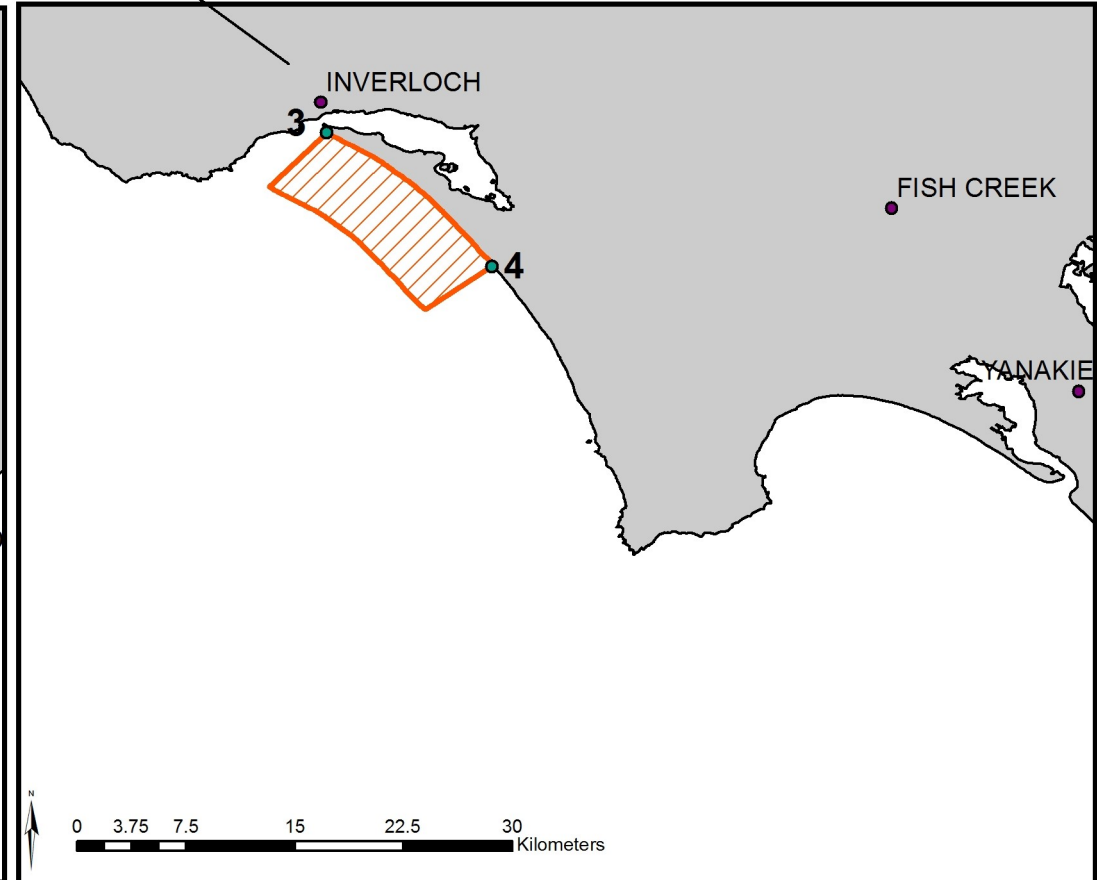 INVERLOCH
3
FISH CREEK
4
YANAKIE
N
0 3.75 7.5 15 22.5 30
Kilometers